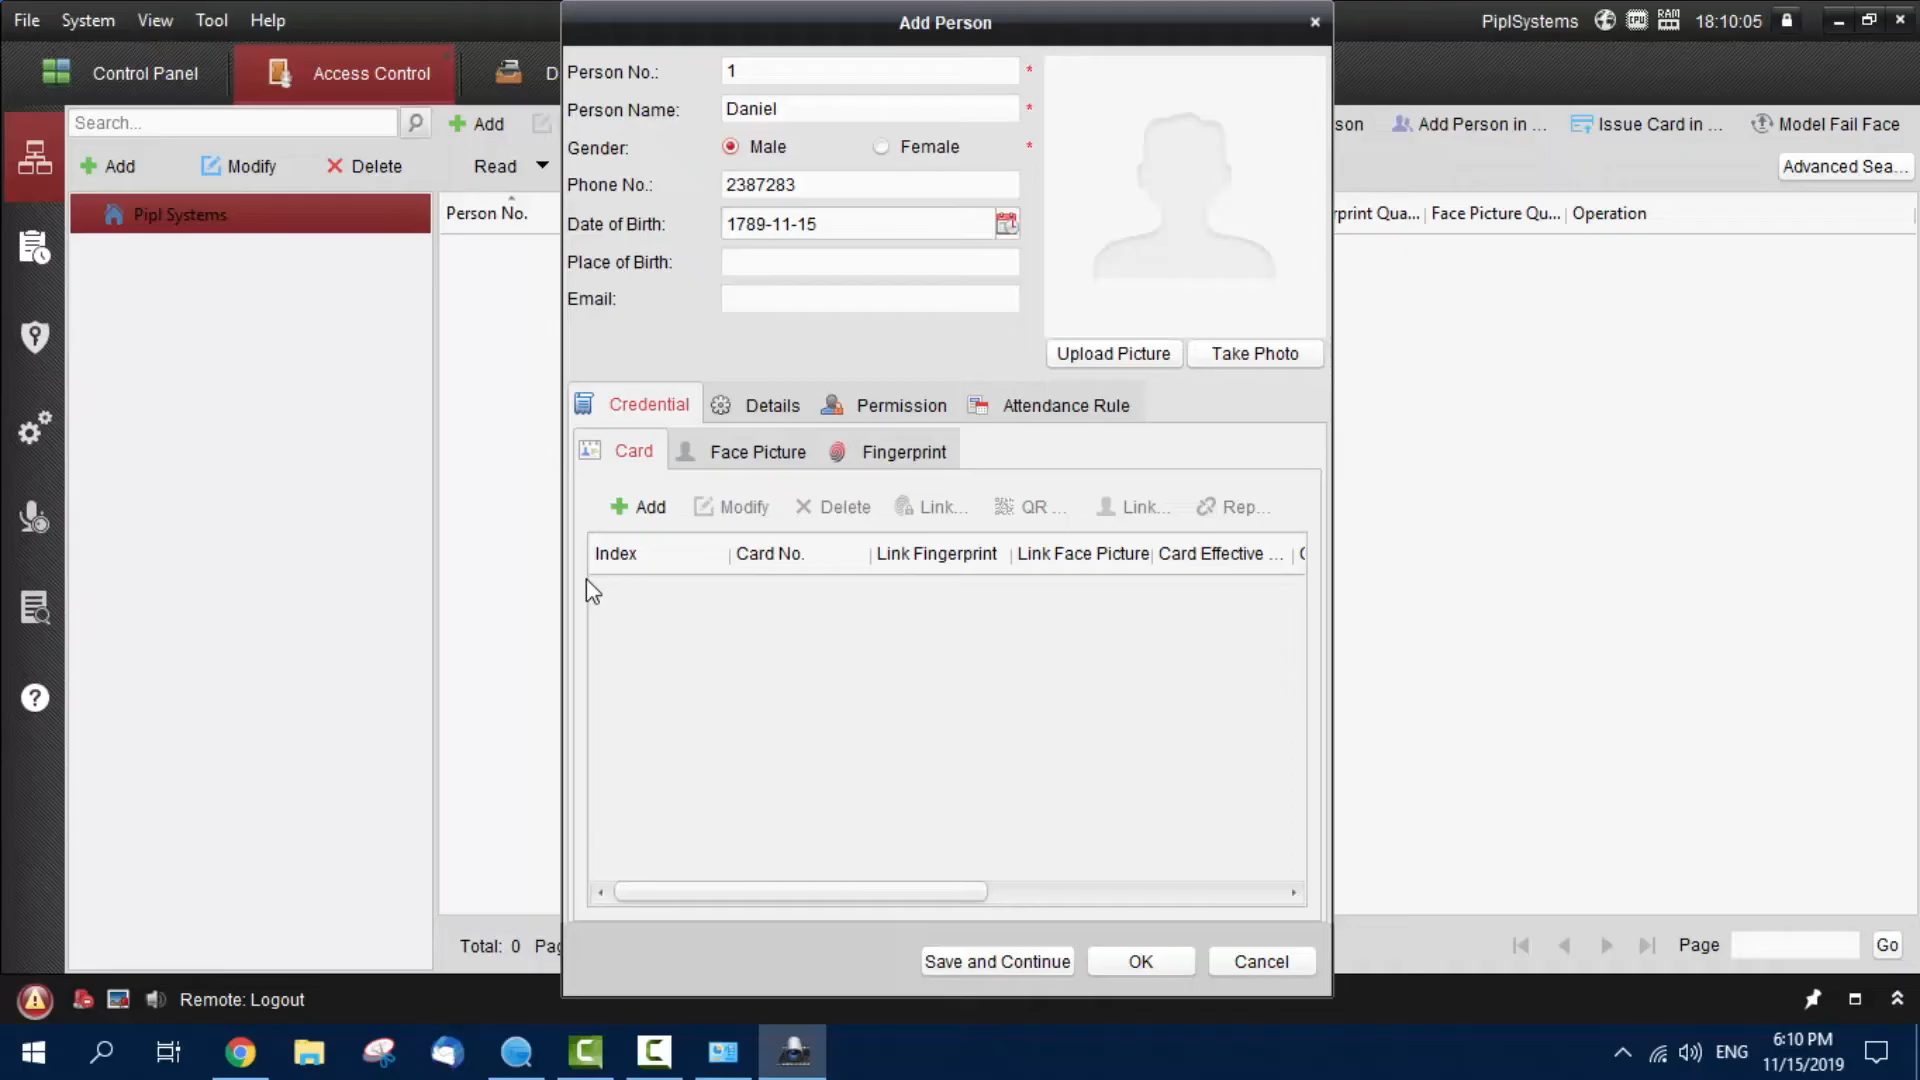 File System View Tool Help
Add Person
PiplSystems CPU RAM 18:10:05
Control Panel Access Control D
Person No.: 1 *
Person Name: Daniel *
Gender: Male Female *
Phone No.: 2387283
Date of Birth: 1789-11-15
Place of Birth:
Email:
Upload Picture Take Photo
Search... Add
Add Modify Delete Read
Pipl Systems Person No.
son Add Person in ... Issue Card in ... Model Fail Face
Advanced Sea...
rprint Qua... Face Picture Qu... Operation
Credential Details Permission Attendance Rule
Card Face Picture Fingerprint
Add Modify Delete Link... QR ... Link... Rep...
Index Card No. Link Fingerprint Link Face Picture Card Effective ... C
Total: 0 Pag
Save and Continue OK Cancel
Page Go
Remote: Logout
ENG 6:10 PM
11/15/2019